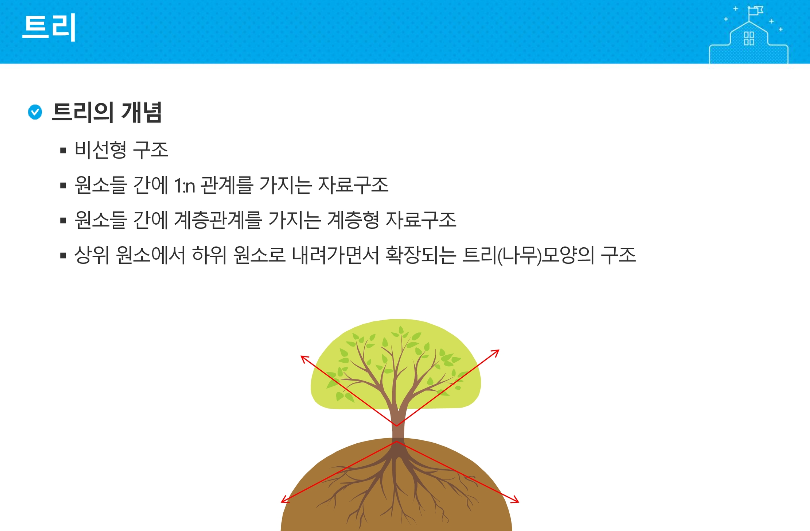 트리
트리의 개념
▪ 비선형 구조
▪ 원소들 간에 1:n 관계를 가지는 자료구조
▪ 원소들 간에 계층관계를 가지는 계층형 자료구조
▪ 상위 원소에서 하위 원소로 내려가면서 확장되는 트리(나무)모양의 구조